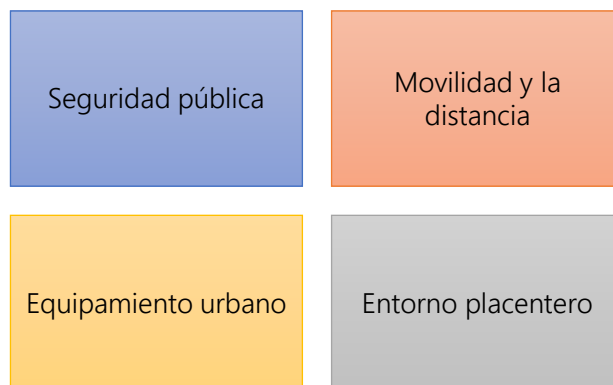 Seguridad pública
Movilidad y la
distancia
Equipamiento urbano
Entorno placentero